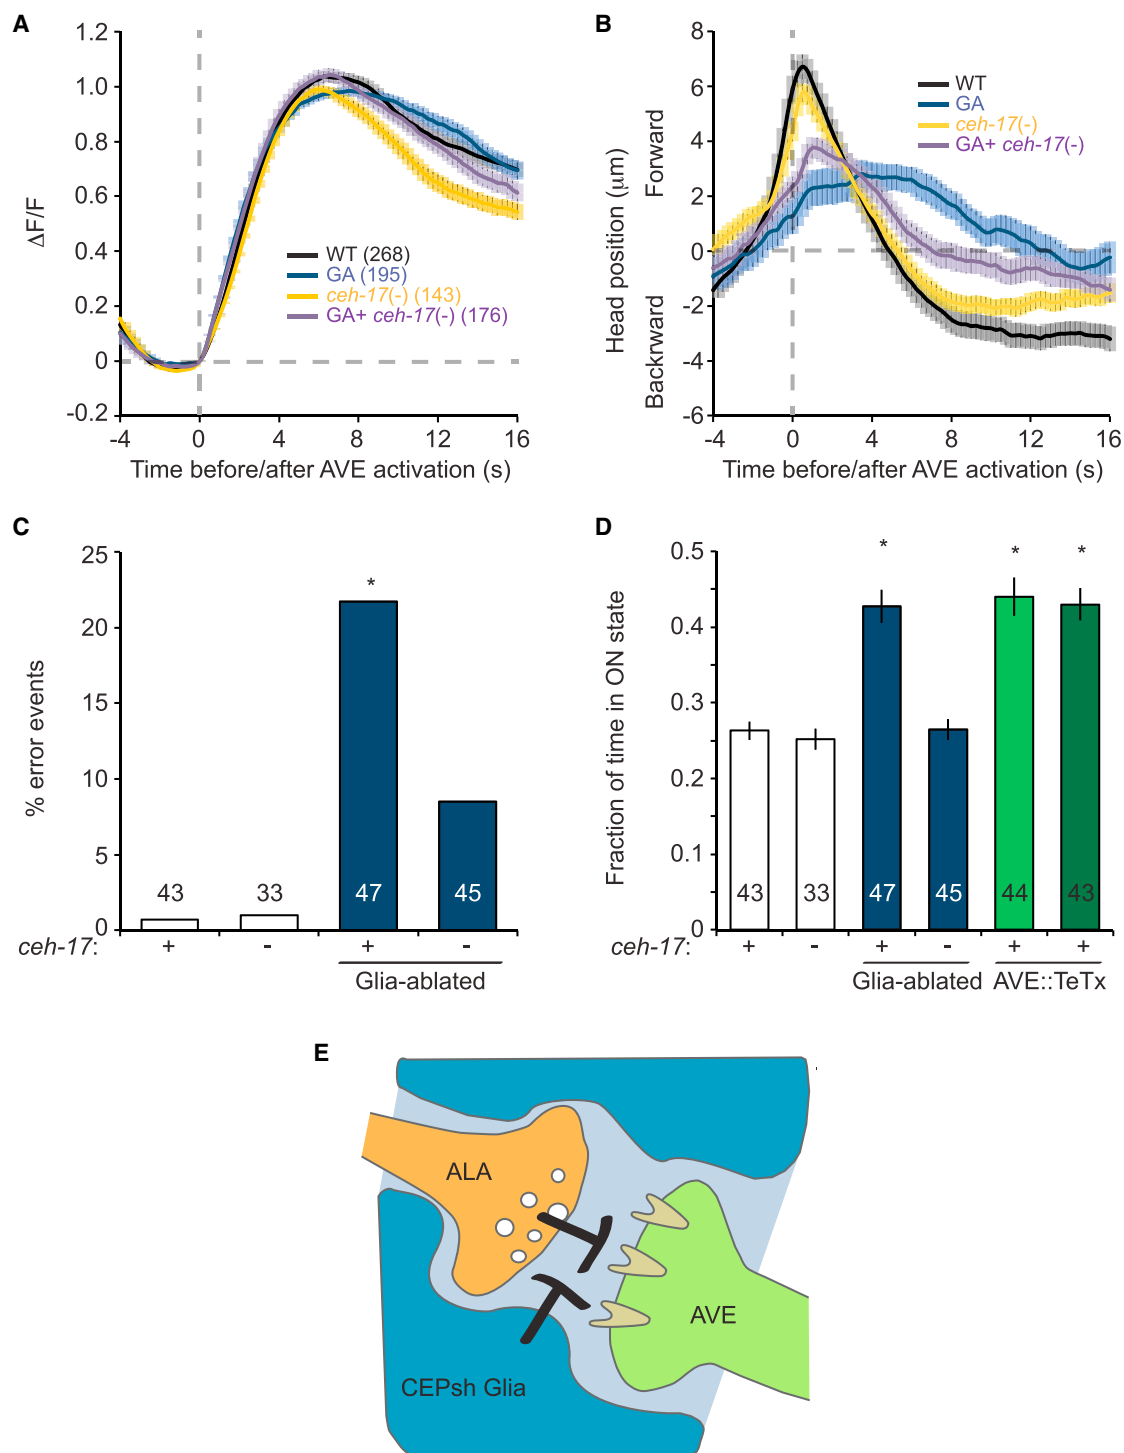 A
1.2
1.0
0.8
0.6
0.4
0.2
0
-0.2
ΔF/F
-4 0 4 8 12 16
Time before/after AVE activation (s)
WT (268)
GA (195)
ceh-17(-) (143)
GA+ ceh-17(-) (176)
B
8
6
4
2
0
-2
-4
-6
Head position (μm)
Forward
Backrward
-4 0 4 8 12 16
Time before/after AVE activation (s)
WT
GA
ceh-17(-)
GA+ ceh-17(-)
C
25
20
15
10
5
0
% error events
*
43 33 47 45
ceh-17: + - + -
Glia-ablated
D
0.5
0.4
0.3
0.2
0.1
0
Fraction of time in ON state
* * *
43 33 47 45 44 43
ceh-17: + - + - + +
Glia-ablated AVE::TeTx
E
ALA
AVE
CEPsh Glia